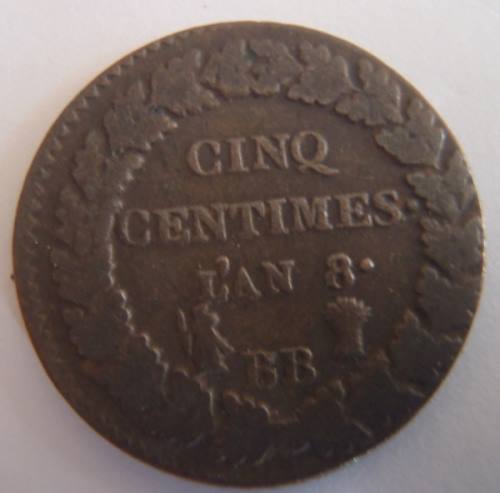 CINQ
CENTIMES.
L'AN 8.
BB